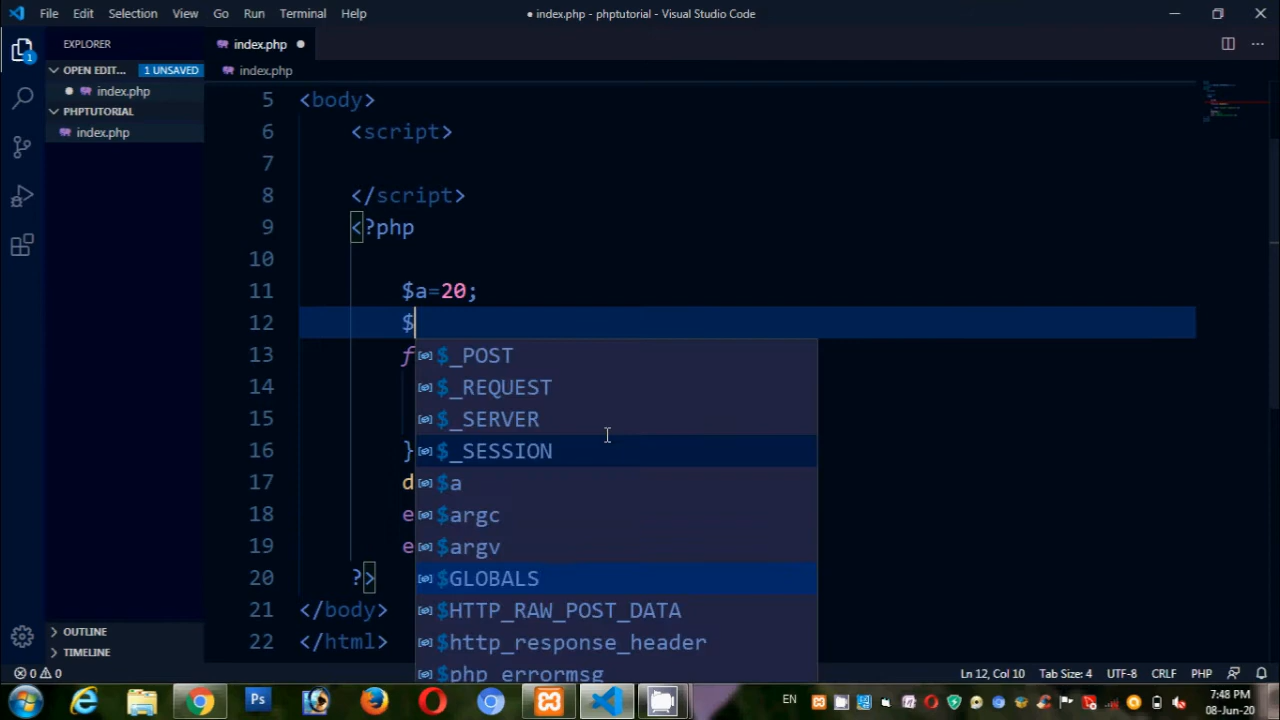 File Edit Selection View Go Run Terminal Help
● index.php - phptutorial - Visual Studio Code
EXPLORER
OPEN EDIT... 1 UNSAVED
index.php
PHPTUTORIAL
index.php
OUTLINE
TIMELINE
index.php
index.php
5 <body>
6 <script>
7
8 </script>
9 <?php
10
11 $a=20;
12 $
13 f
14
15
16 }
17 d
18 e
19 e
20 ?>
21 </body>
22 </html>
$_POST
$_REQUEST
$_SERVER
$_SESSION
$a
$argc
$argv
$GLOBALS
$HTTP_RAW_POST_DATA
$http_response_header
$php_errormsg
1
0 0
Ln 12, Col 10 Tab Size: 4 UTF-8 CRLF PHP
Ps
EN
7:48 PM
08-Jun-20